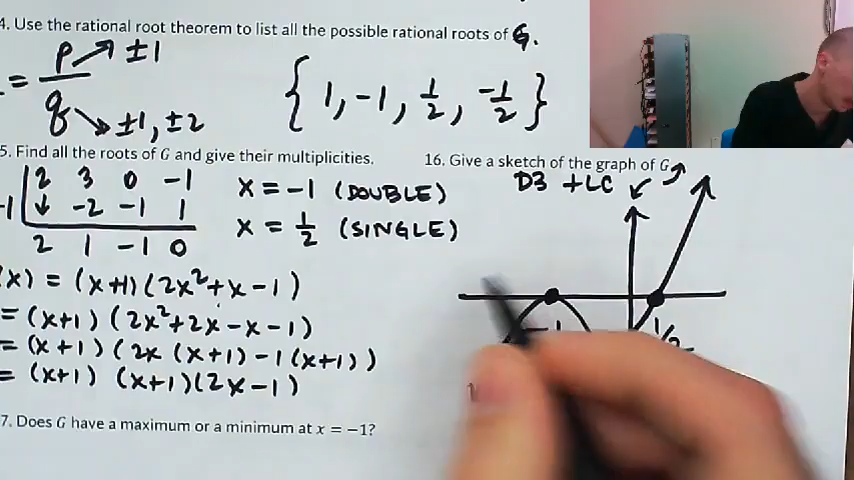 4. Use the rational root theorem to list all the possible rational roots of G.
= p/q
p ↗ ±1
q ↘ ±1, ±2
{ 1, -1, 1/2, -1/2 }
5. Find all the roots of G and give their multiplicities.
-1 | 2 3 0 -1
↓ -2 -1 1
2 1 -1 0
x = -1 (DOUBLE)
x = 1/2 (SINGLE)
(x) = (x+1)(2x²+x-1)
= (x+1)(2x²+2x-x-1)
= (x+1)(2x(x+1)-1(x+1))
= (x+1)(x+1)(2x-1)
16. Give a sketch of the graph of G
D3 +LC ↙ ↗
-1
1/2
7. Does G have a maximum or a minimum at x = −1?